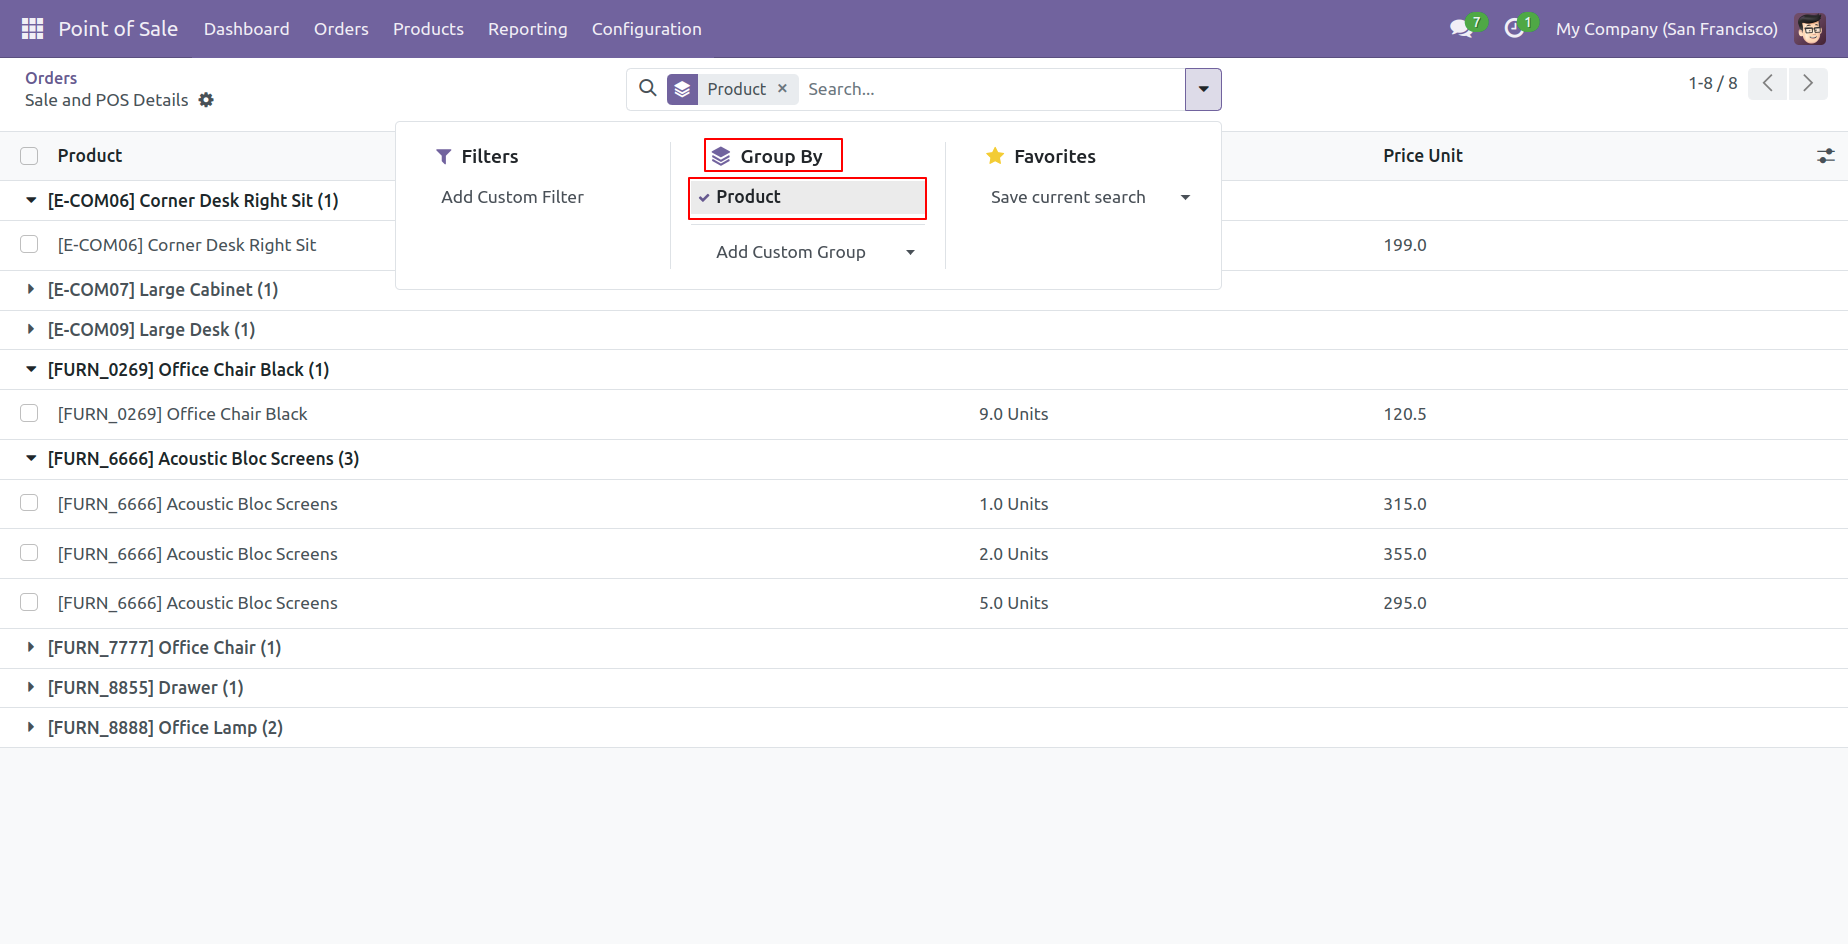 Point of Sale Dashboard Orders Products Reporting Configuration 7 1 My Company (San Francisco)
Orders
Sale and POS Details
Product × Search...
1-8 / 8
Product
Price Unit
Filters
Add Custom Filter
Group By
Product
Add Custom Group
Favorites
Save current search
[E-COM06] Corner Desk Right Sit (1)
[E-COM06] Corner Desk Right Sit 199.0
[E-COM07] Large Cabinet (1)
[E-COM09] Large Desk (1)
[FURN_0269] Office Chair Black (1)
[FURN_0269] Office Chair Black 9.0 Units 120.5
[FURN_6666] Acoustic Bloc Screens (3)
[FURN_6666] Acoustic Bloc Screens 1.0 Units 315.0
[FURN_6666] Acoustic Bloc Screens 2.0 Units 355.0
[FURN_6666] Acoustic Bloc Screens 5.0 Units 295.0
[FURN_7777] Office Chair (1)
[FURN_8855] Drawer (1)
[FURN_8888] Office Lamp (2)